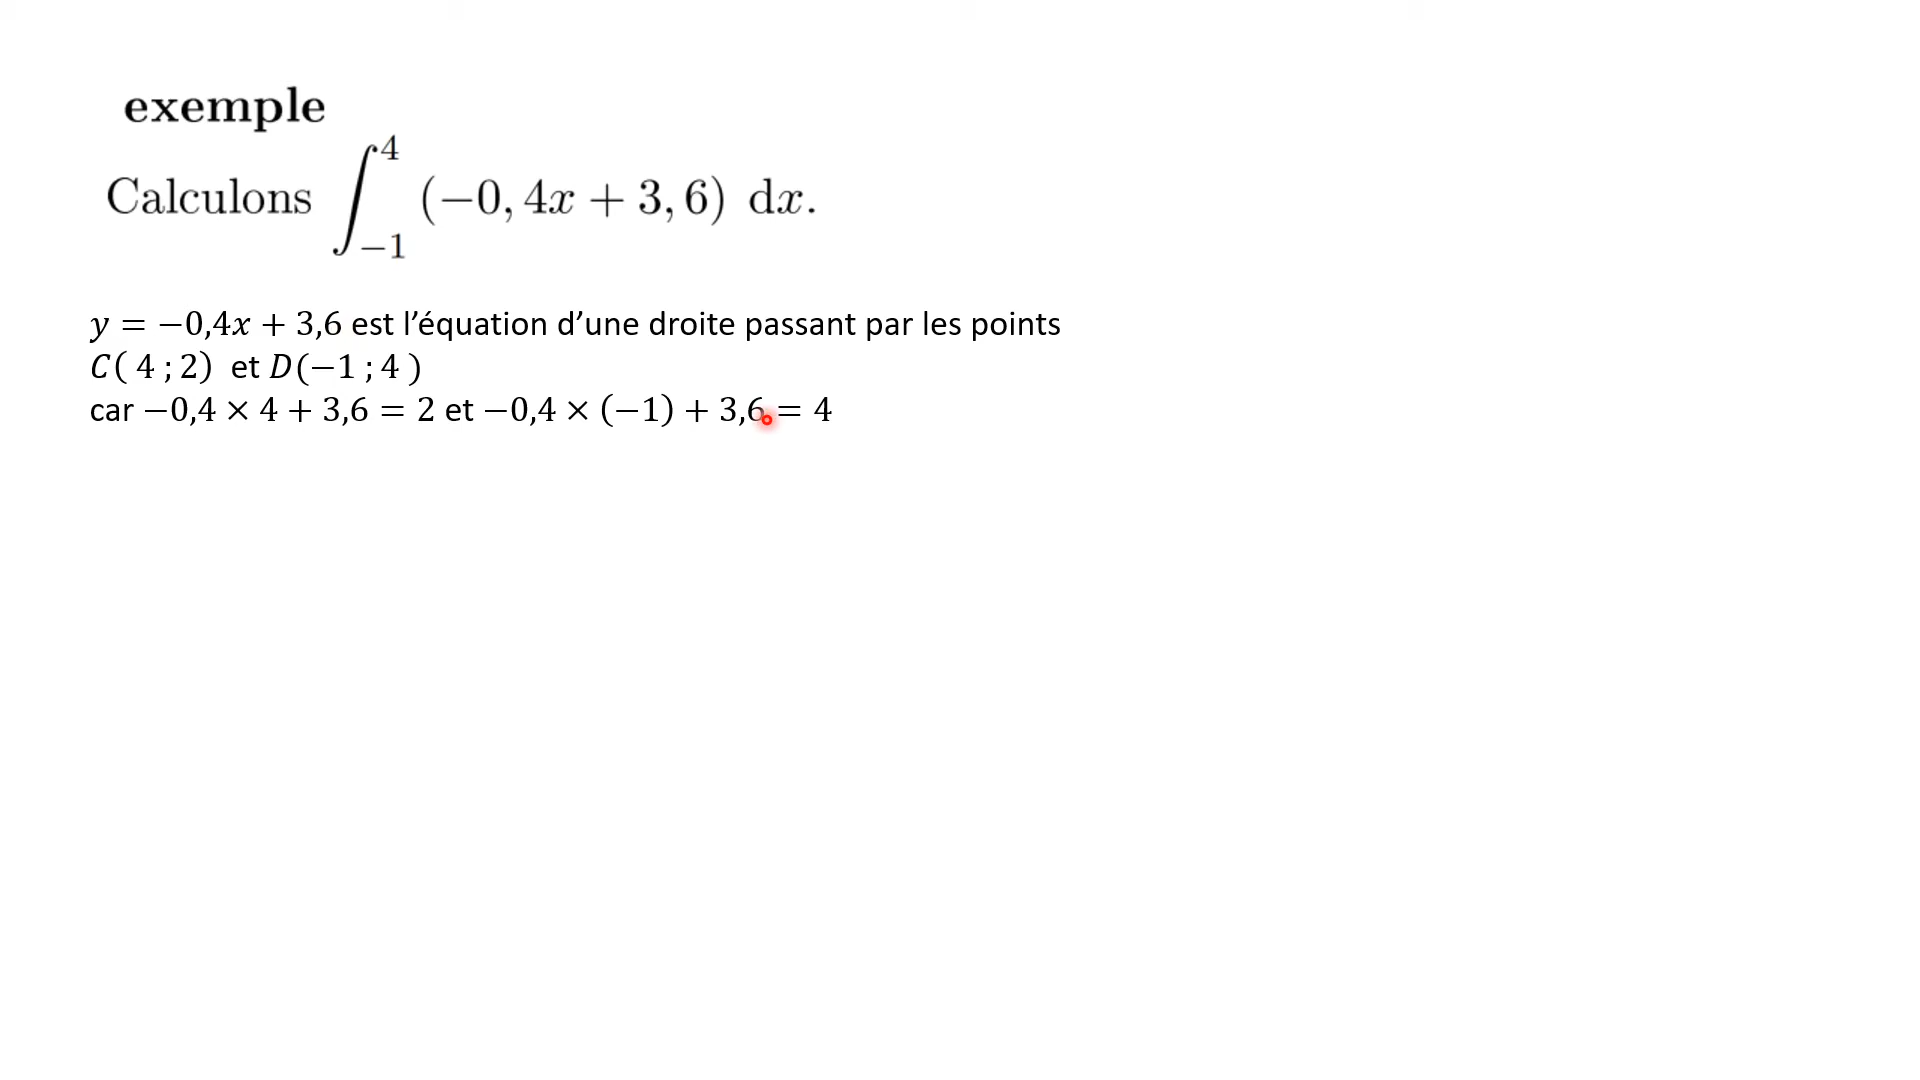 exemple
Calculons ∫_{−1}^{4} (−0, 4x + 3, 6) dx.
y = −0,4x + 3,6 est l’équation d’une droite passant par les points
C( 4 ; 2) et D(−1 ; 4 )
car −0,4 × 4 + 3,6 = 2 et −0,4 × (−1) + 3,6 = 4